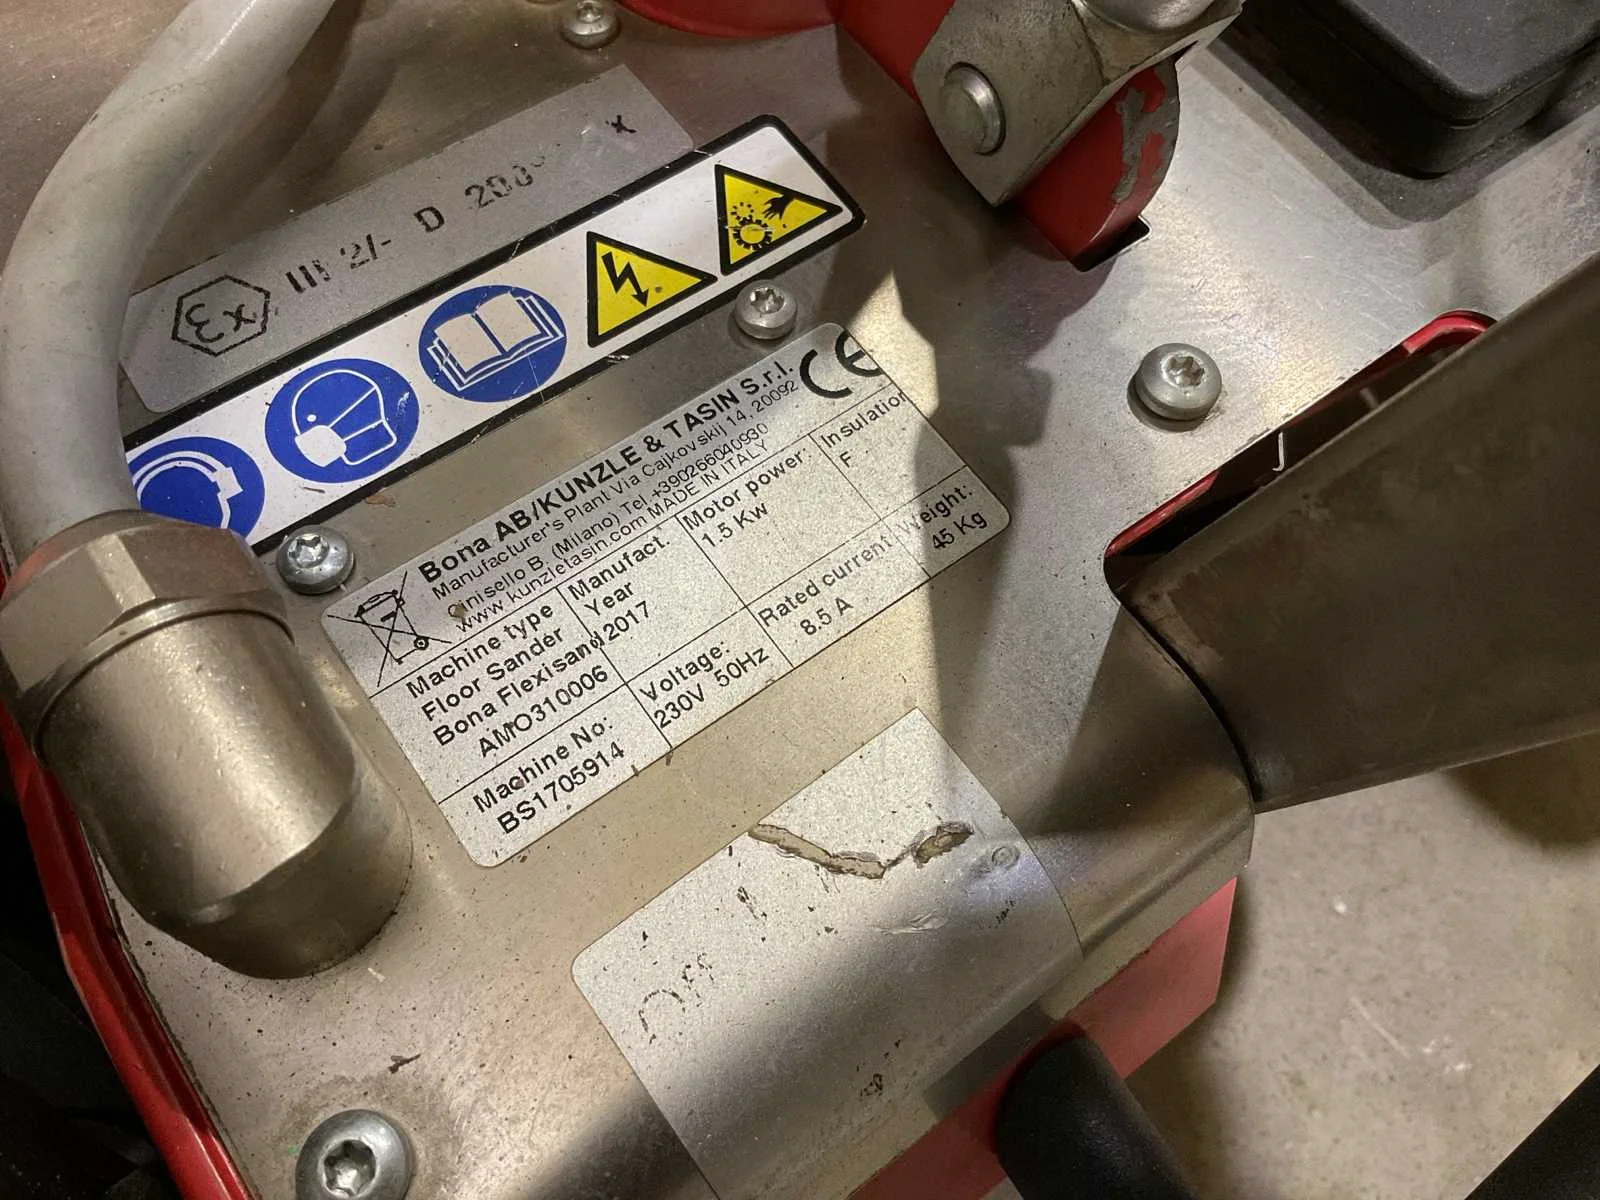 Ex III 2/- D
CE
Bona AB/KUNZLE & TASIN S.r.l.
Manufacturer's Plant Via Cajkovskij 14, 20092
Cinisello B. (Milano) Tel.+390266040930
www.kunzletasin.com MADE IN ITALY
Machine type
Floor Sander
Bona Flexisand
AMO310006
Manufact.
Year
2017
Motor power:
1.5 Kw
Insulation
F
Machine No:
BS1705914
Voltage:
230V 50Hz
Rated current
8.5 A
Weight:
45 Kg